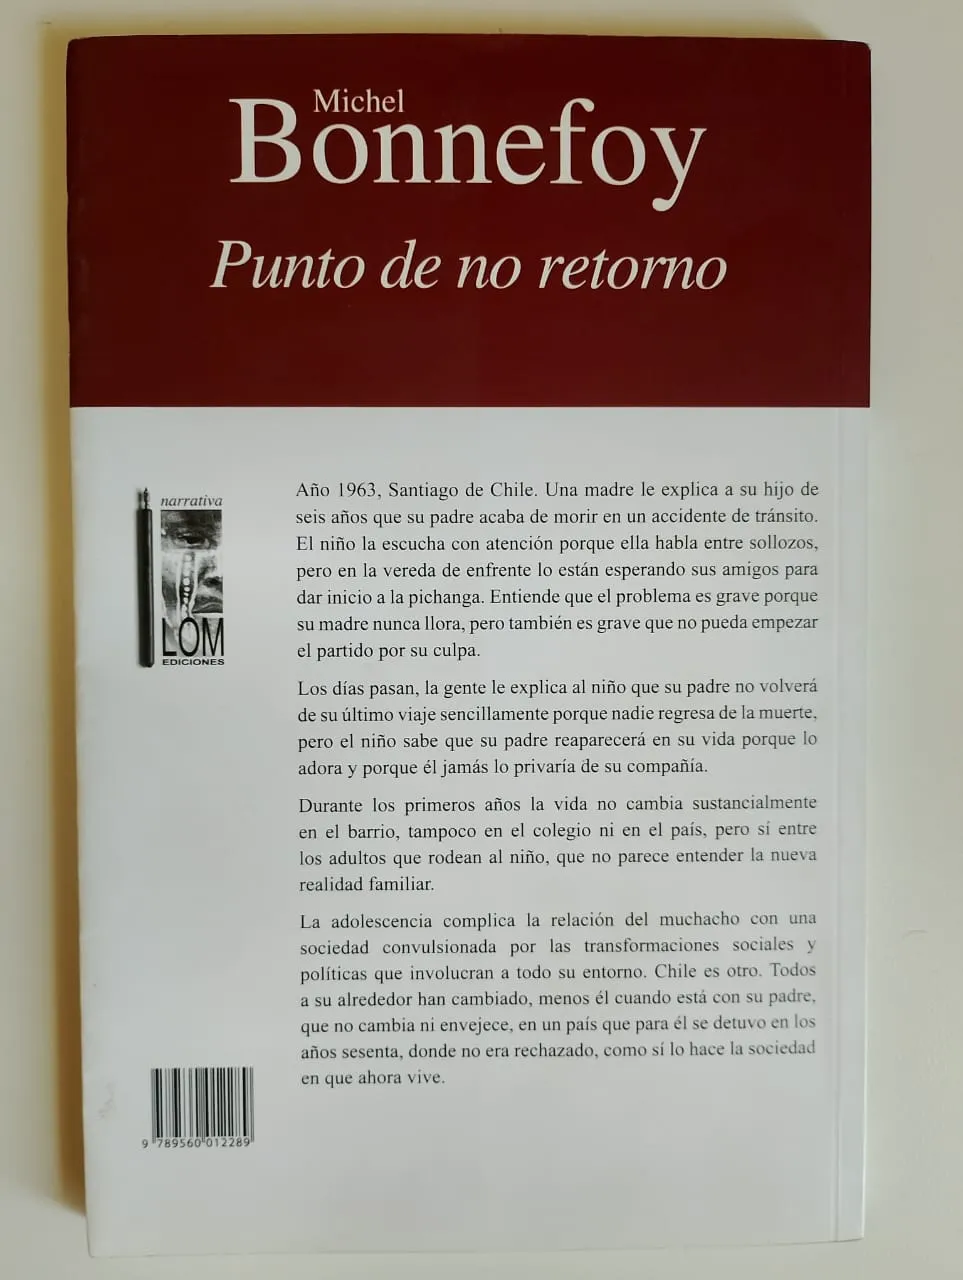 Michel
Bonnefoy
Punto de no retorno
narrativa
LOM
EDICIONES
Año 1963, Santiago de Chile. Una madre le explica a su hijo de
seis años que su padre acaba de morir en un accidente de tránsito.
El niño la escucha con atención porque ella habla entre sollozos,
pero en la vereda de enfrente lo están esperando sus amigos para
dar inicio a la pichanga. Entiende que el problema es grave porque
su madre nunca llora, pero también es grave que no pueda empezar
el partido por su culpa.
Los días pasan, la gente le explica al niño que su padre no volverá
de su último viaje sencillamente porque nadie regresa de la muerte,
pero el niño sabe que su padre reaparecerá en su vida porque lo
adora y porque él jamás lo privaría de su compañía.
Durante los primeros años la vida no cambia sustancialmente
en el barrio, tampoco en el colegio ni en el país, pero sí entre
los adultos que rodean al niño, que no parece entender la nueva
realidad familiar.
La adolescencia complica la relación del muchacho con una
sociedad convulsionada por las transformaciones sociales y
políticas que involucran a todo su entorno. Chile es otro. Todos
a su alrededor han cambiado, menos él cuando está con su padre,
que no cambia ni envejece, en un país que para él se detuvo en los
años sesenta, donde no era rechazado, como sí lo hace la sociedad
en que ahora vive.
9 789560 012289